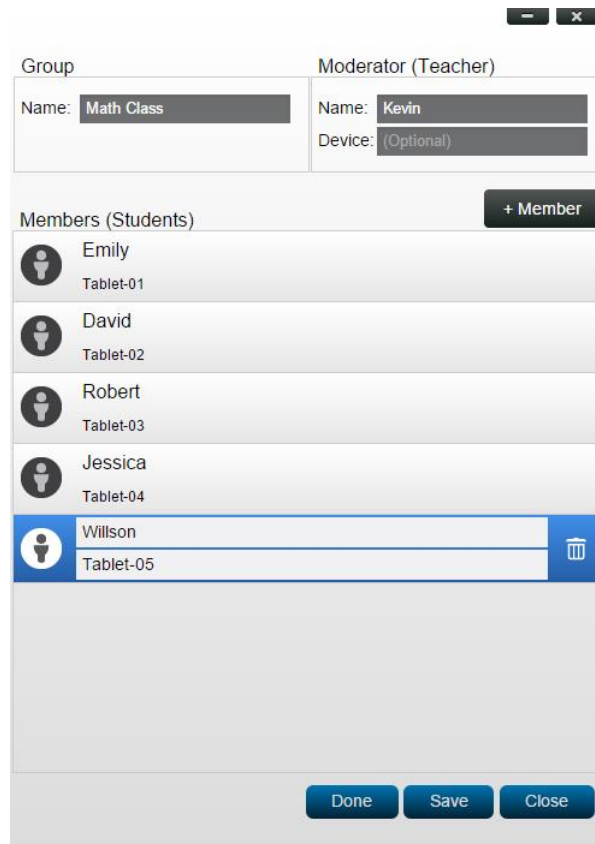 Group
Name: Math Class
Moderator (Teacher)
Name: Kevin
Device: (Optional)
Members (Students)
+ Member
Emily
Tablet-01
David
Tablet-02
Robert
Tablet-03
Jessica
Tablet-04
Willson
Tablet-05
Done Save Close